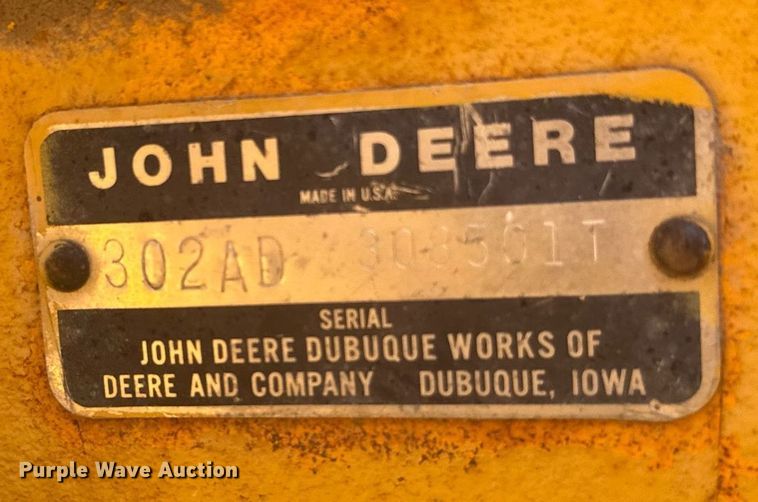 JOHN DEERE
MADE IN U.S.A.
302AD 303501T
SERIAL
JOHN DEERE DUBUQUE WORKS OF
DEERE AND COMPANY DUBUQUE, IOWA
Purple Wave Auction